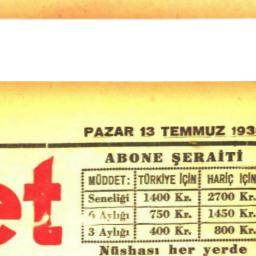 PAZAR 13 TEMMUZ 193
ABONE ŞERAİTİ
MÜDDET: TÜRKİYE İÇİN HARİÇ İÇİN
Seneliği 1400 Kr. 2700 Kr.
6 Aylığı 750 Kr. 1450 Kr.
3 Aylığı 400 Kr. 800 Kr.
Nüshası her yerde
et